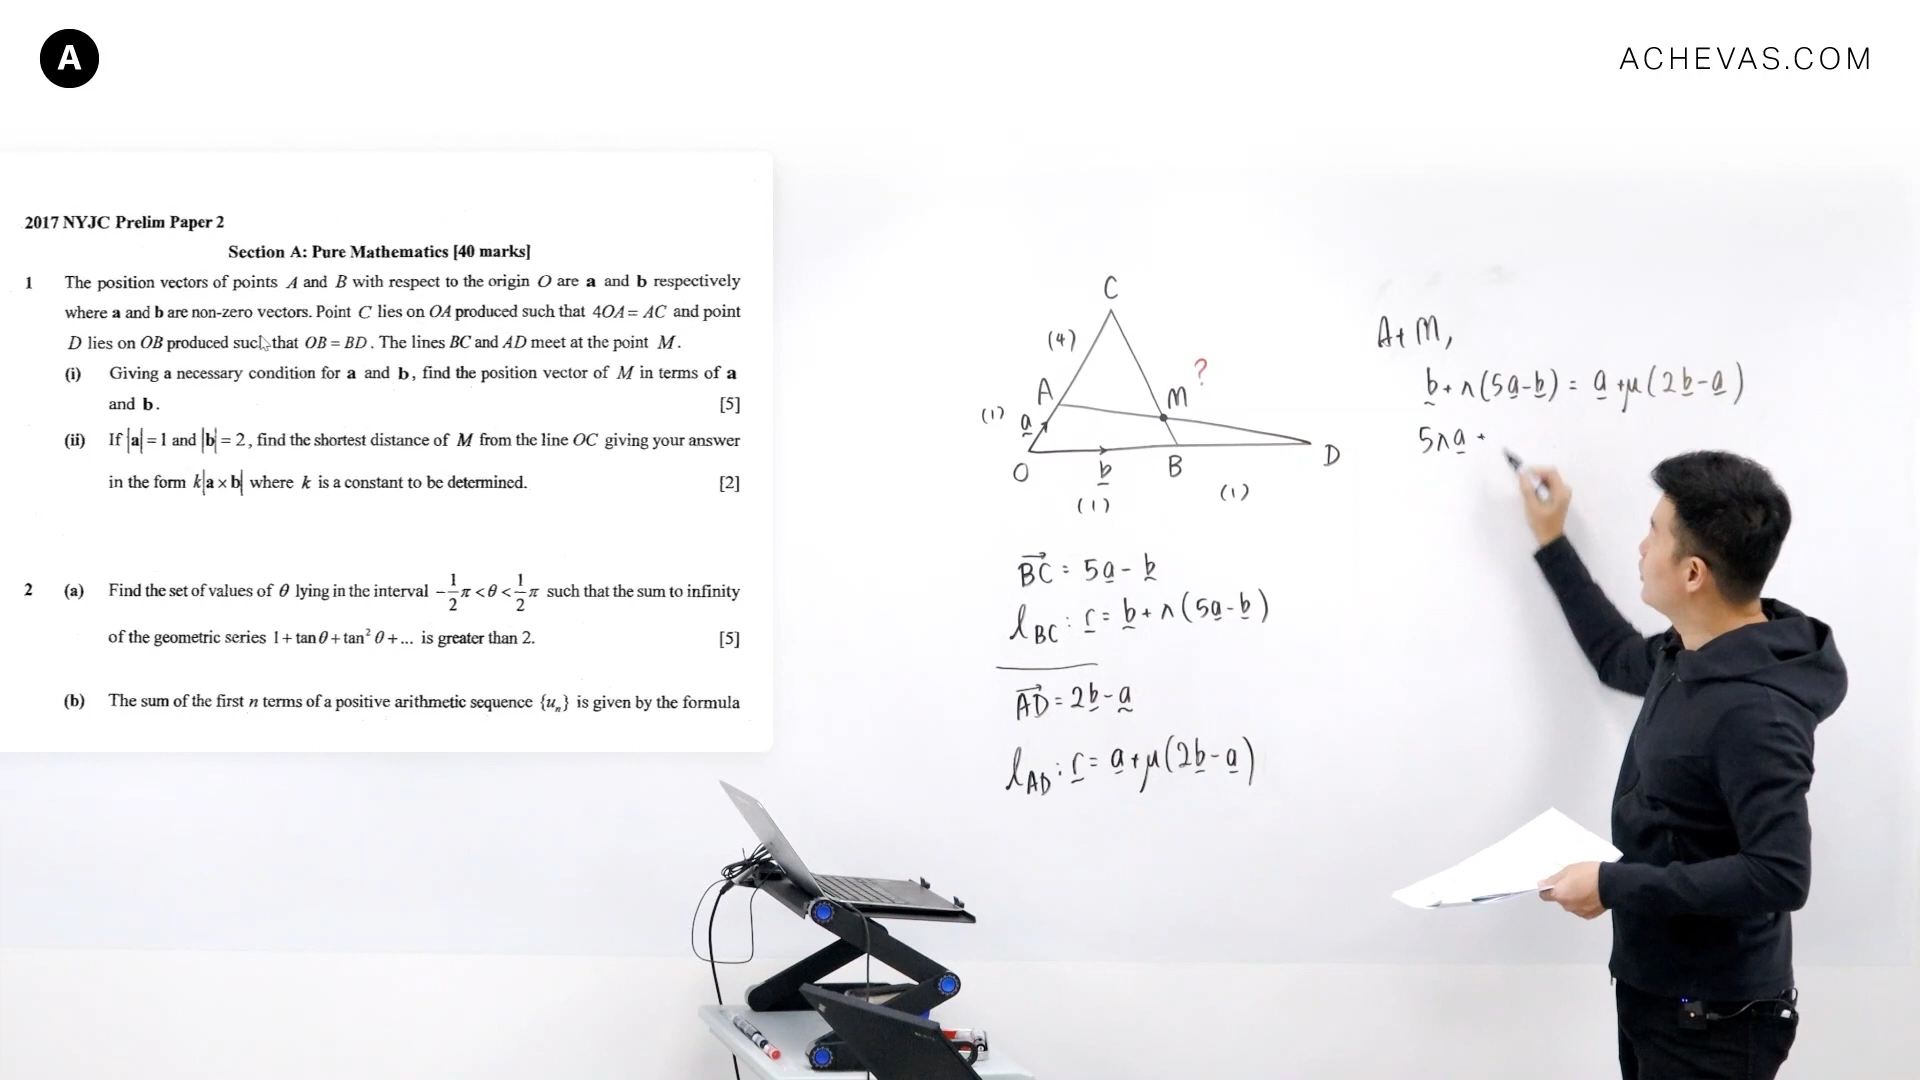 A
ACHEVAS.COM
2017 NYJC Prelim Paper 2
Section A: Pure Mathematics [40 marks]
1 The position vectors of points A and B with respect to the origin O are a and b respectively
where a and b are non-zero vectors. Point C lies on OA produced such that 4OA = AC and point
D lies on OB produced such that OB = BD. The lines BC and AD meet at the point M.
(i) Giving a necessary condition for a and b, find the position vector of M in terms of a
and b. [5]
(ii) If |a| = 1 and |b| = 2, find the shortest distance of M from the line OC giving your answer
in the form k|a × b| where k is a constant to be determined. [2]
2 (a) Find the set of values of θ lying in the interval -1/2 π < θ < 1/2 π such that the sum to infinity
of the geometric series 1 + tan θ + tan² θ + ... is greater than 2. [5]
(b) The sum of the first n terms of a positive arithmetic sequence {uₙ} is given by the formula
C
(4)
A
M
?
(1)
a
O
b
B
D
(1)
(1)
BC = 5a - b
l BC : r = b + λ(5a - b)
AD = 2b - a
l AD : r = a + μ(2b - a)
At M,
b + λ(5a - b) = a + μ(2b - a)
5λa +